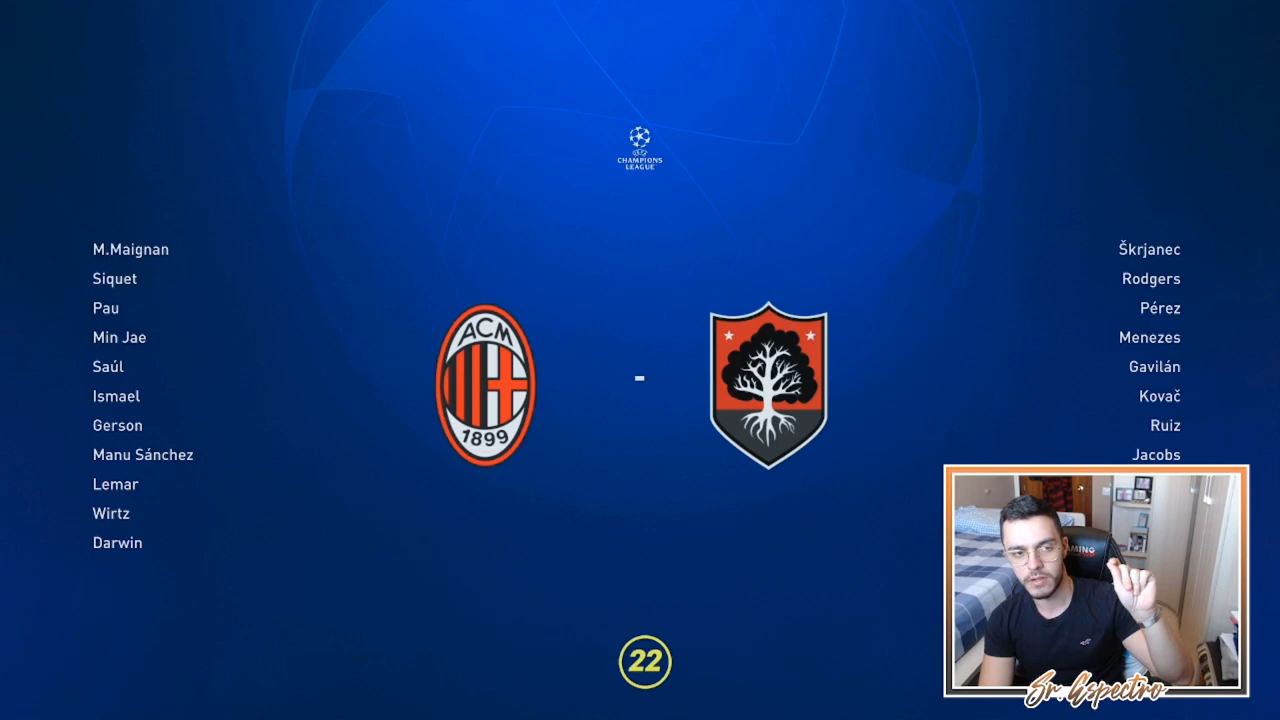 CHAMPIONS
LEAGUE
M.Maignan
Siquet
Pau
Min Jae
Saúl
Ismael
Gerson
Manu Sánchez
Lemar
Wirtz
Darwin
ACM
1899
-
Škrjanec
Rodgers
Pérez
Menezes
Gavilán
Kovač
Ruiz
Jacobs
22
Sr. Espectro